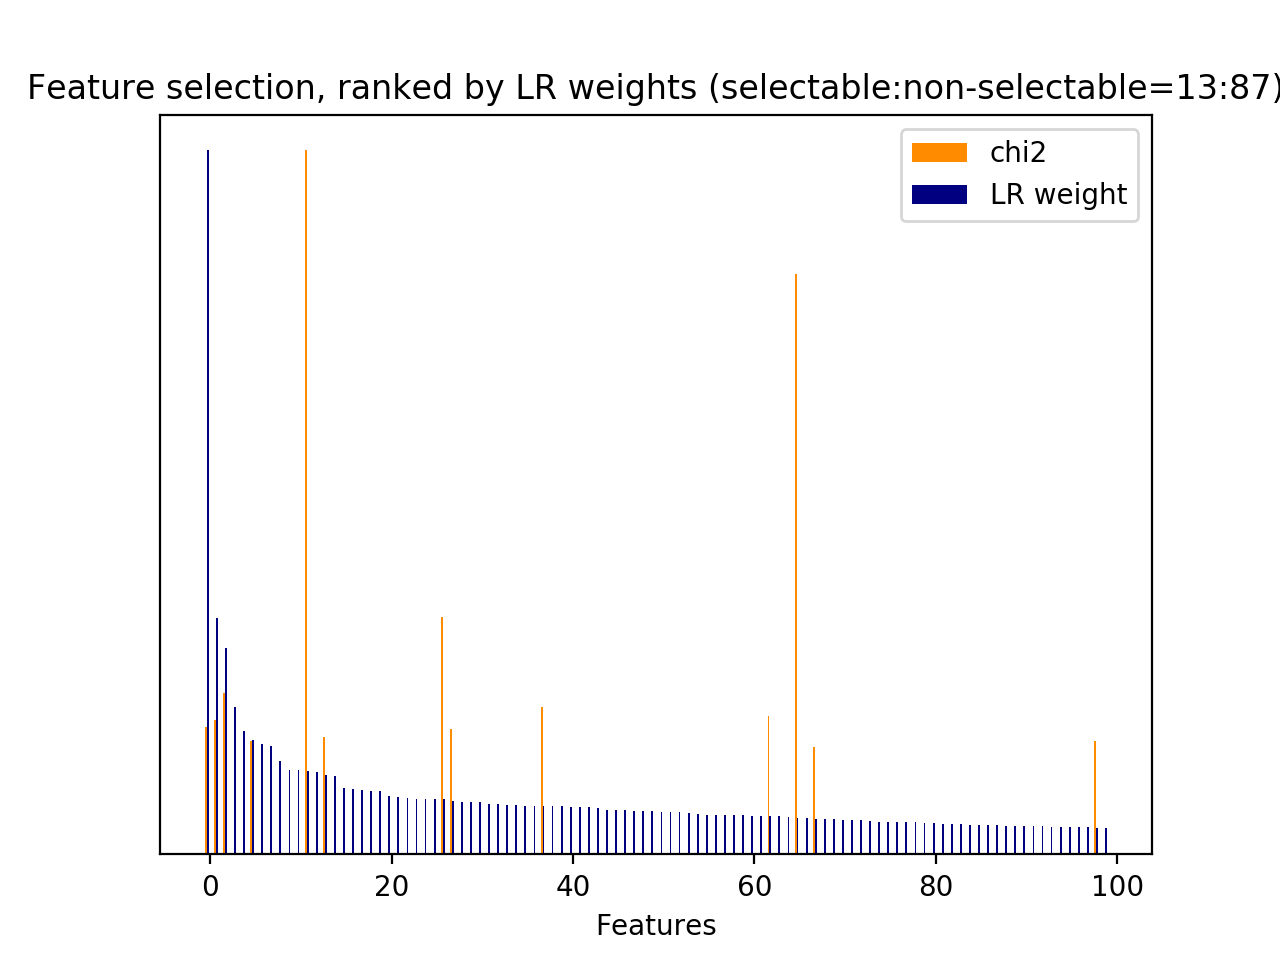 Feature selection, ranked by LR weights (selectable:non-selectable=13:87)
chi2
LR weight
0 20 40 60 80 100
Features